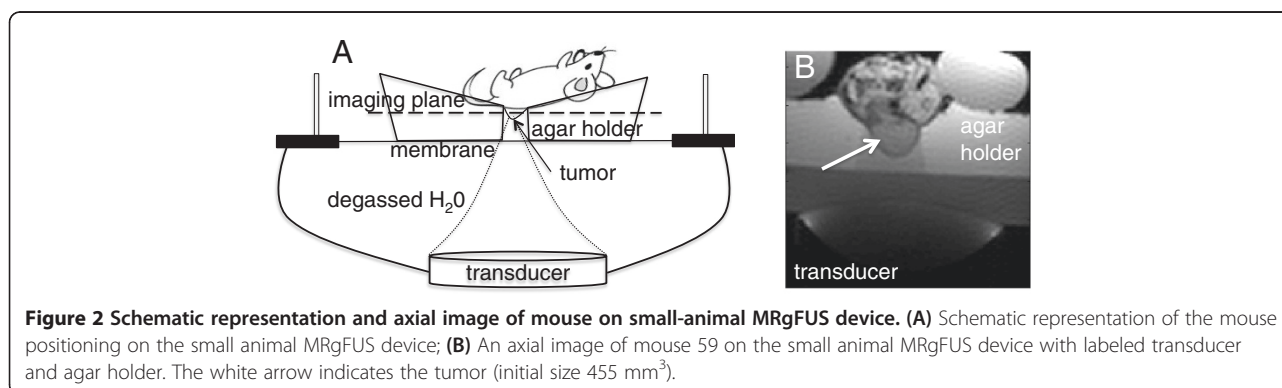 A
imaging plane
agar holder
membrane
tumor
degassed H₂0
transducer
B
agar
holder
transducer
Figure 2 Schematic representation and axial image of mouse on small-animal MRgFUS device. (A) Schematic representation of the mouse
positioning on the small animal MRgFUS device; (B) An axial image of mouse 59 on the small animal MRgFUS device with labeled transducer
and agar holder. The white arrow indicates the tumor (initial size 455 mm³).